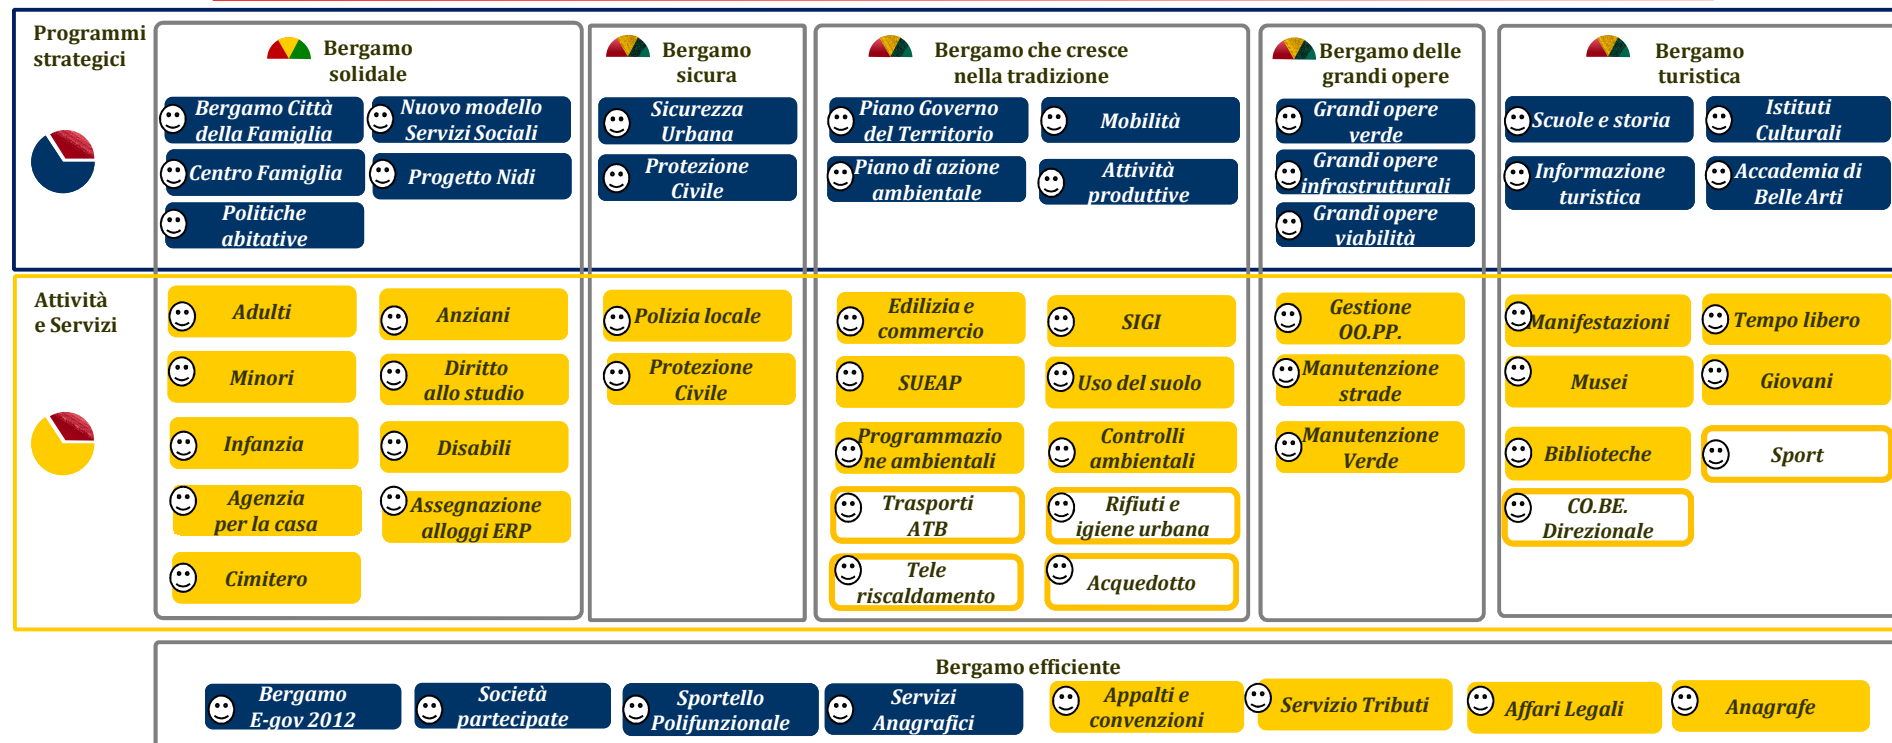 Programmi
strategici
Bergamo
solidale
Bergamo Città
della Famiglia
Nuovo modello
Servizi Sociali
Centro Famiglia
Progetto Nidi
Politiche
abitative
Bergamo
sicura
Sicurezza
Urbana
Protezione
Civile
Bergamo che cresce
nella tradizione
Piano Governo
del Territorio
Mobilità
Piano di azione
ambientale
Attività
produttive
Bergamo delle
grandi opere
Grandi opere
verde
Grandi opere
infrastrutturali
Grandi opere
viabilità
Bergamo
turistica
Scuole e storia
Istituti
Culturali
Informazione
turistica
Accademia di
Belle Arti
Attività
e Servizi
Adulti
Anziani
Minori
Diritto
allo studio
Infanzia
Disabili
Agenzia
per la casa
Assegnazione
alloggi ERP
Cimitero
Polizia locale
Protezione
Civile
Edilizia e
commercio
SIGI
SUEAP
Uso del suolo
Programmazio
ne ambientali
Controlli
ambientali
Trasporti
ATB
Rifiuti e
igiene urbana
Tele
riscaldamento
Acquedotto
Gestione
OO.PP.
Manutenzione
strade
Manutenzione
Verde
Manifestazioni
Tempo libero
Musei
Giovani
Biblioteche
Sport
CO.BE.
Direzionale
Bergamo efficiente
Bergamo
E-gov 2012
Società
partecipate
Sportello
Polifunzionale
Servizi
Anagrafici
Appalti e
convenzioni
Servizio Tributi
Affari Legali
Anagrafe